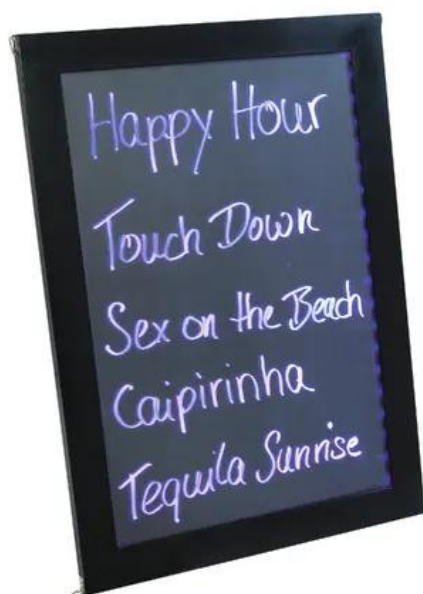 Happy Hour
Touch Down
Sex on the Beach
Caipirinha
Tequila Sunrise